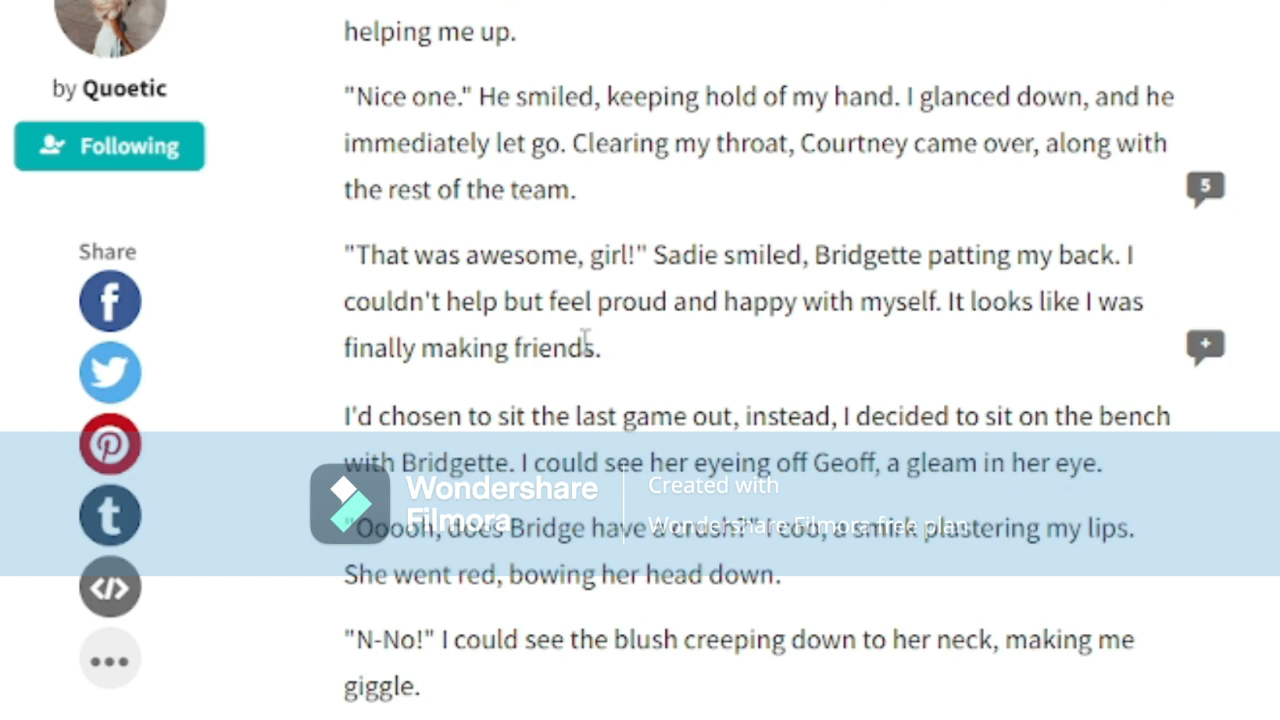 helping me up.
by Quoetic
"Nice one." He smiled, keeping hold of my hand. I glanced down, and he
Following
immediately let go. Clearing my throat, Courtney came over, along with
the rest of the team.
5
Share
"That was awesome, girl!" Sadie smiled, Bridgette patting my back. I
couldn't help but feel proud and happy with myself. It looks like I was
finally making friends.
+
I'd chosen to sit the last game out, instead, I decided to sit on the bench
with Bridgette. I could see her eyeing off Geoff, a gleam in her eye.
Wondershare
Filmora
Created with
Wondershare Filmora free plan
"Ooooh, does Bridge have a crush?" I coo, a smirk plastering my lips.
She went red, bowing her head down.
"N-No!" I could see the blush creeping down to her neck, making me
giggle.